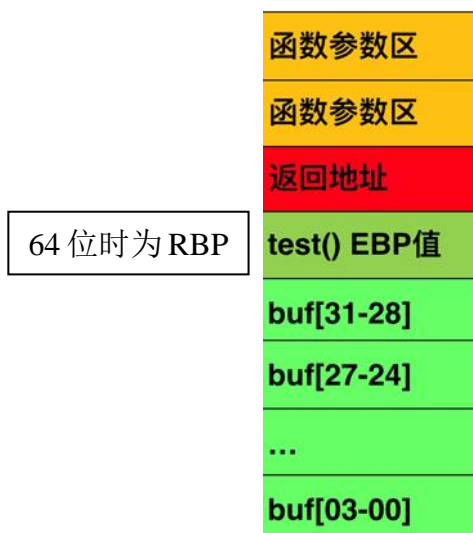 函数参数区
函数参数区
返回地址
64 位时为 RBP
test() EBP值
buf[31-28]
buf[27-24]
...
buf[03-00]